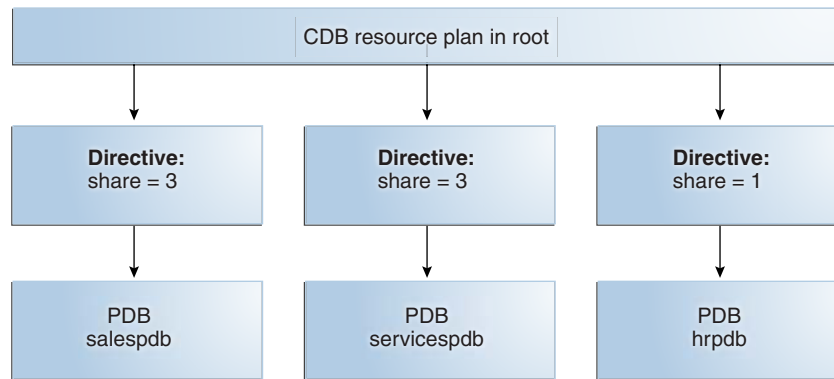 CDB resource plan in root
Directive:
share = 3
Directive:
share = 3
Directive:
share = 1
PDB
salespdb
PDB
servicespdb
PDB
hrpdb